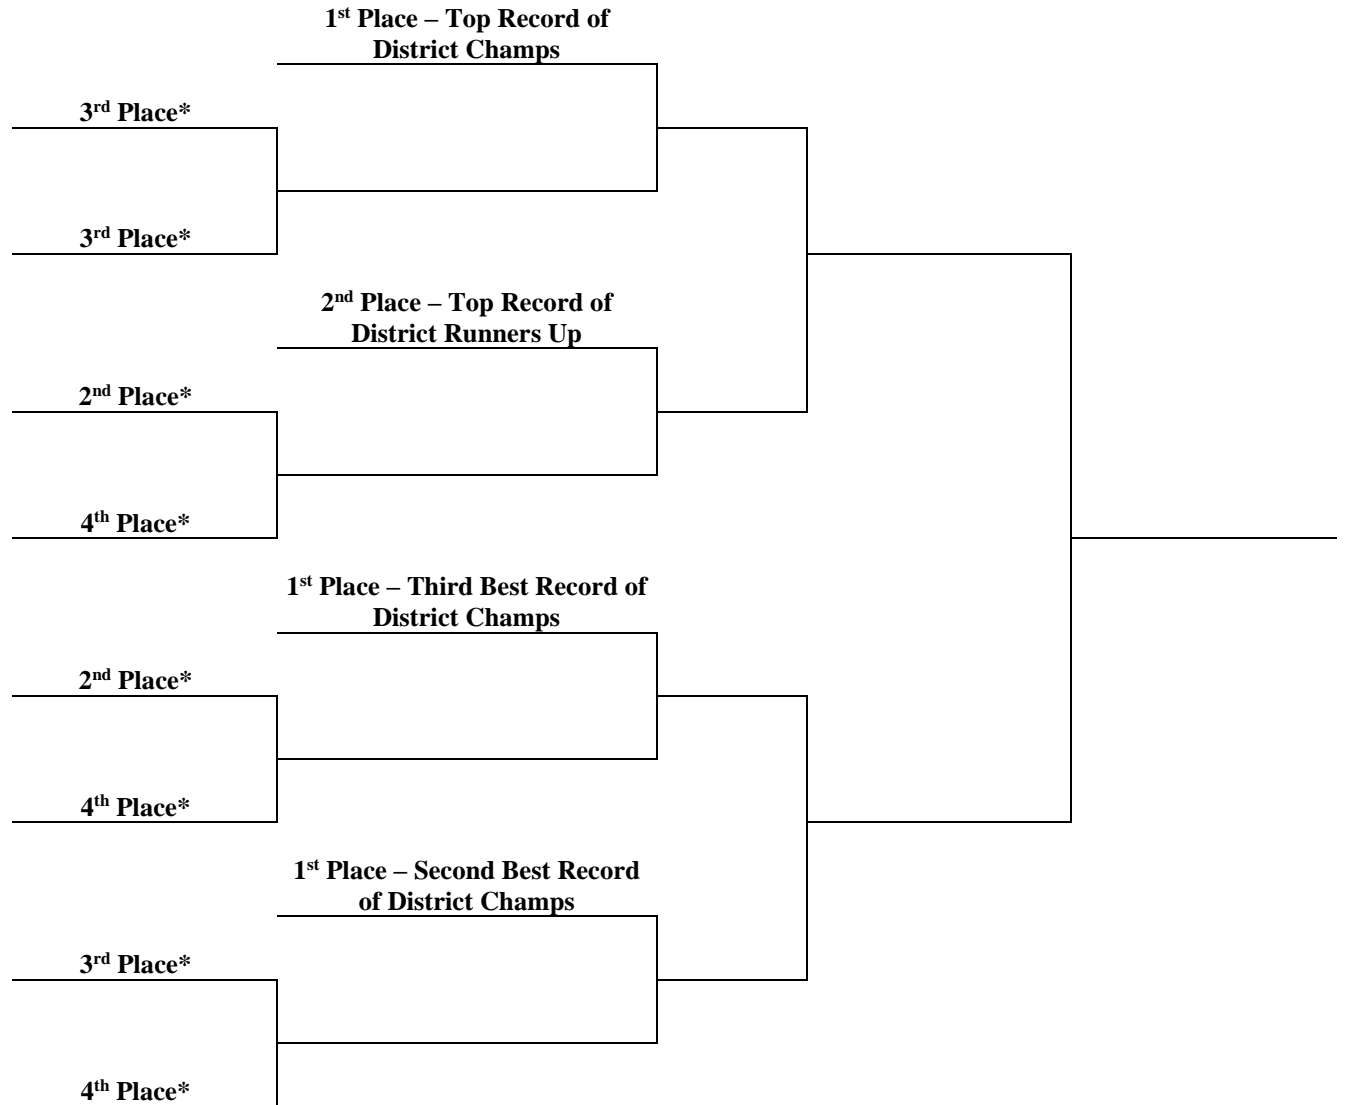 1st Place – Top Record of
District Champs
3rd Place*
3rd Place*
2nd Place – Top Record of
District Runners Up
2nd Place*
4th Place*
1st Place – Third Best Record of
District Champs
2nd Place*
4th Place*
1st Place – Second Best Record
of District Champs
3rd Place*
4th Place*